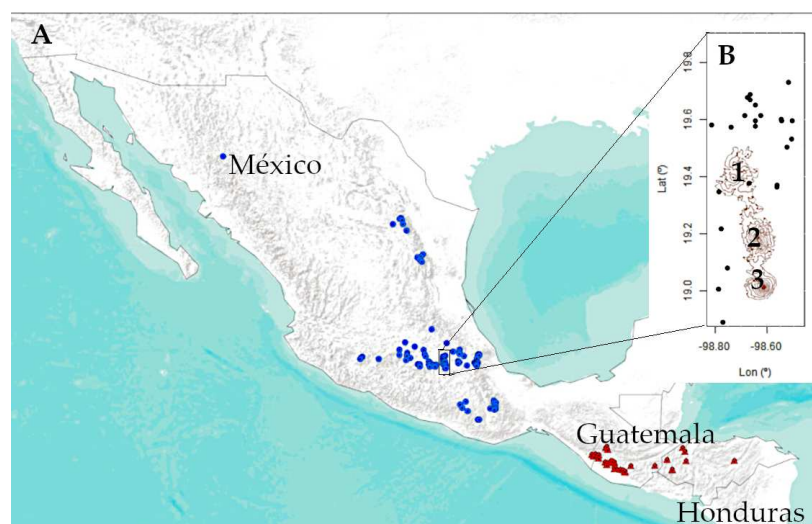 A
México
Guatemala
Honduras
B
19.8
19.6
19.4
19.2
19.0
Lat (º)
1
2
3
-98.80 -98.60
Lon (º)